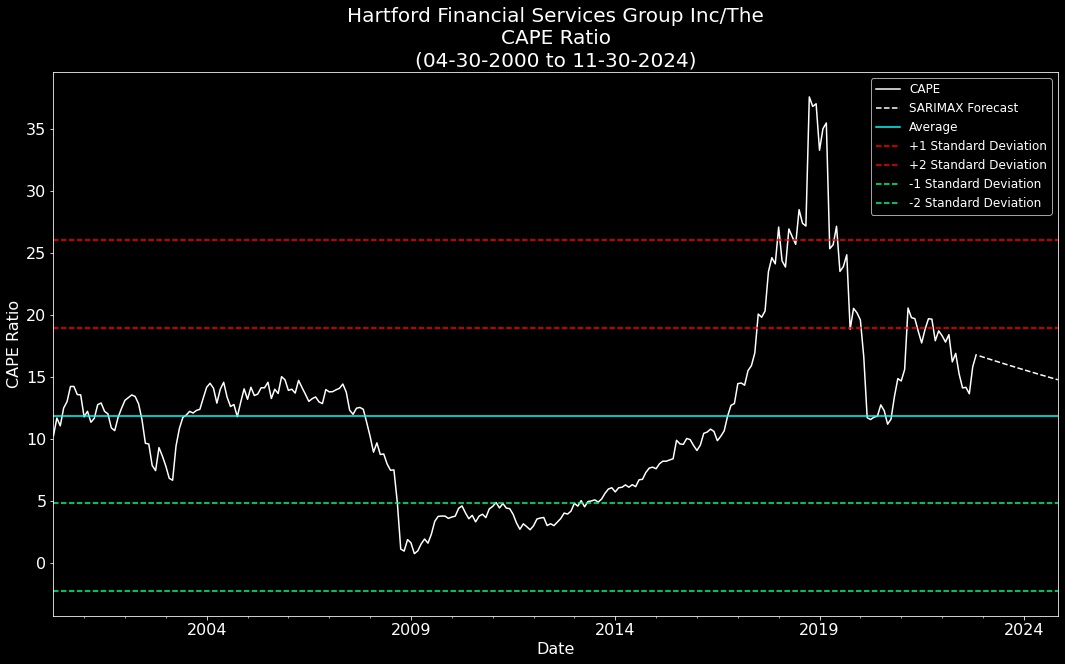 Hartford Financial Services Group Inc/The
CAPE Ratio
(04-30-2000 to 11-30-2024)
CAPE
SARIMAX Forecast
Average
+1 Standard Deviation
+2 Standard Deviation
-1 Standard Deviation
-2 Standard Deviation
35
30
25
20
15
10
5
0
CAPE Ratio
2004
2009
2014
2019
2024
Date